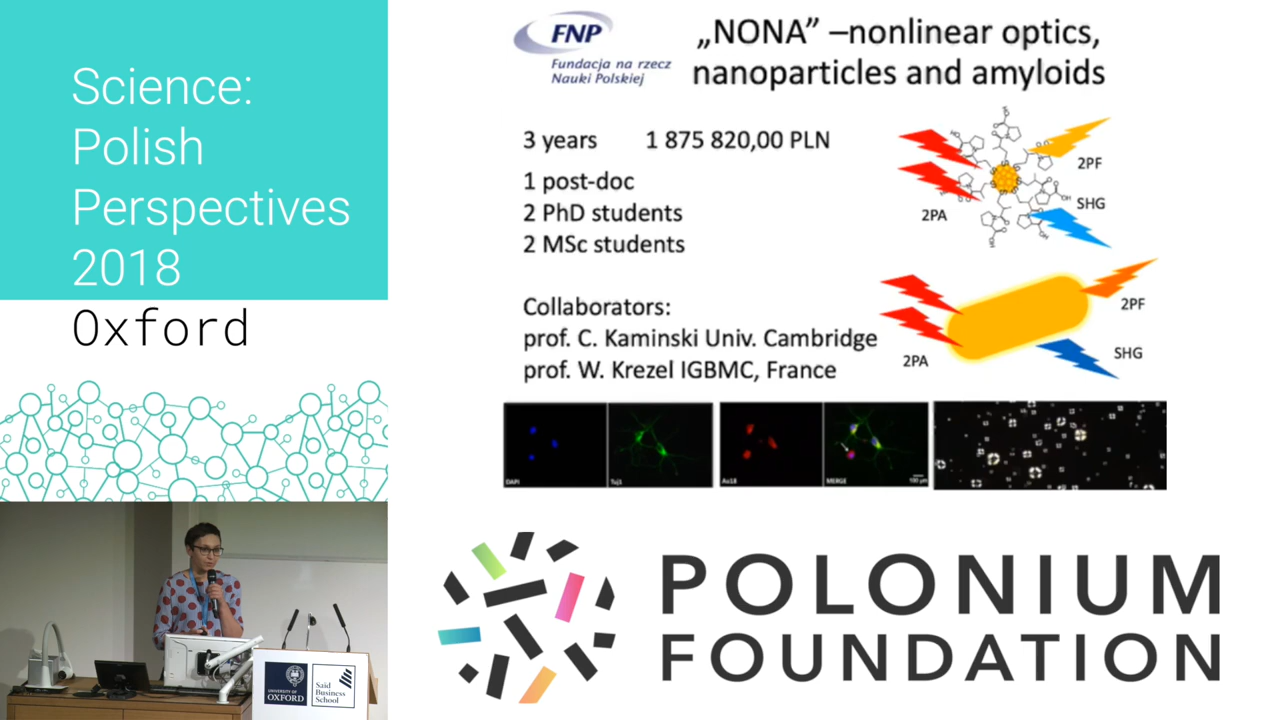 Science:
Polish
Perspectives
2018
Oxford
FNP
Fundacja na rzecz
Nauki Polskiej
„NONA” –nonlinear optics,
nanoparticles and amyloids
3 years 1 875 820,00 PLN
1 post-doc
2 PhD students
2 MSc students
Collaborators:
prof. C. Kaminski Univ. Cambridge
prof. W. Krezel IGBMC, France
2PF
SHG
2PA
2PF
SHG
2PA
DAPI
Tuj1
Au18
MERGE
100 µm
UNIVERSITY OF
OXFORD
Saïd
Business
School
POLONIUM
FOUNDATION